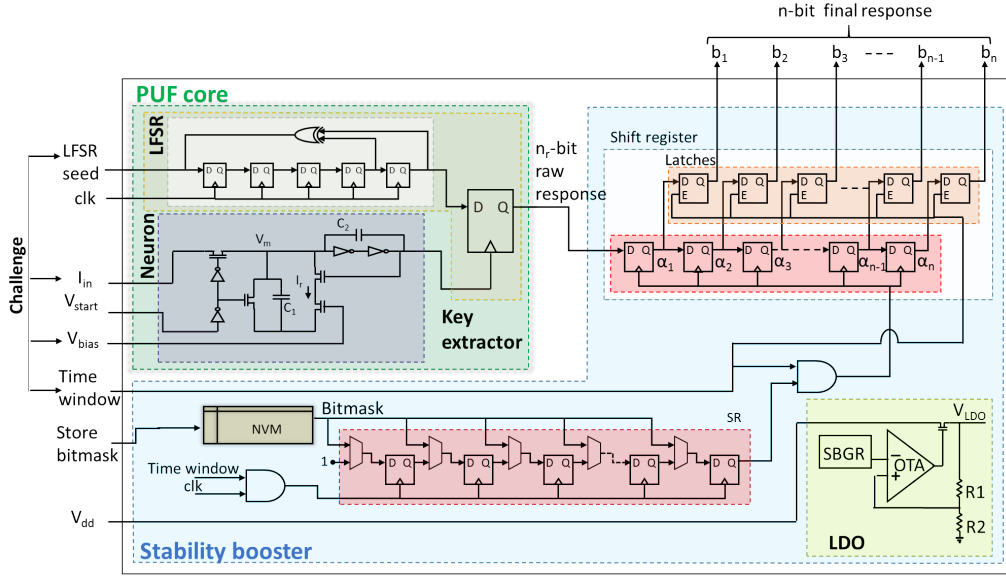 n-bit final response
b1
b2
b3
bn-1
bn
PUF core
LFSR
Shift register
Latches
D Q
E
D Q
E
D Q
E
D Q
E
D Q
E
nr-bit
raw
response
Challenge
LFSR
seed
clk
D Q
D Q
D Q
D Q
D Q
D Q
D Q
D Q
D Q
D Q
D Q
α1
α2
α3
αn-1
αn
Neuron
Vm
C2
Iin
Ir
C1
Vstart
Vbias
Key
extractor
Time
window
Bitmask
SR
NVM
Store
bitmask
1
D Q
D Q
D Q
D Q
D Q
Time window
clk
VLDO
SBGR
OTA
−
+
R1
R2
Vdd
LDO
Stability booster